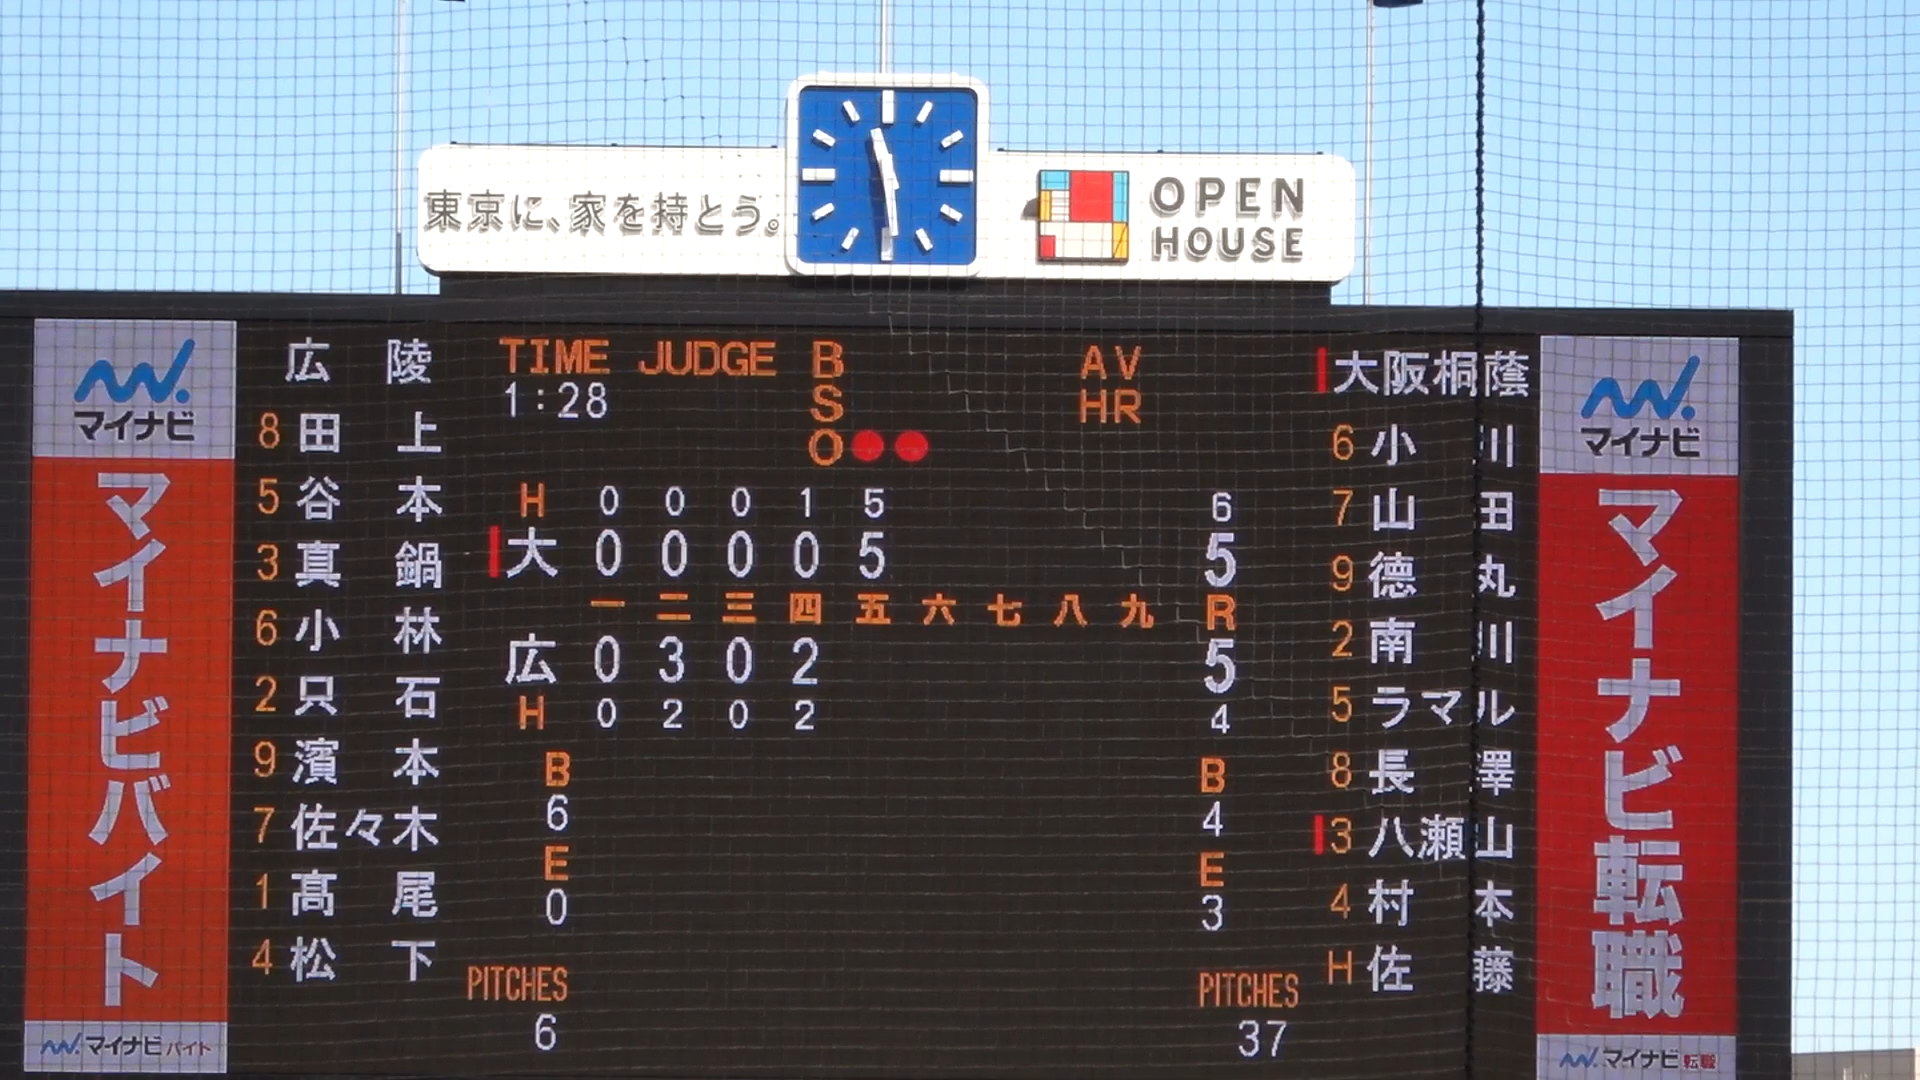 東京に、家を持とう。
OPEN
HOUSE
マイナビ
マイナビバイト
マイナビ バイト
広 陵
8 田 上
5 谷 本
3 真 鍋
6 小 林
2 只 石
9 濱 本
7 佐々木
1 髙 尾
4 松 下
TIME JUDGE
1:28
B
S
O
AV
HR
H 0 0 0 1 5 6
大 0 0 0 0 5 5
一 二 三 四 五 六 七 八 九 R
広 0 3 0 2 5
H 0 2 0 2 4
B
6
E
0
PITCHES
6
B
4
E
3
PITCHES
37
大阪桐蔭
6 小 川
7 山 田
9 徳 丸
2 南 川
5 ラマル
8 長 澤
3 八瀬山
4 村 本
H 佐 藤
マイナビ
マイナビ転職
マイナビ 転職